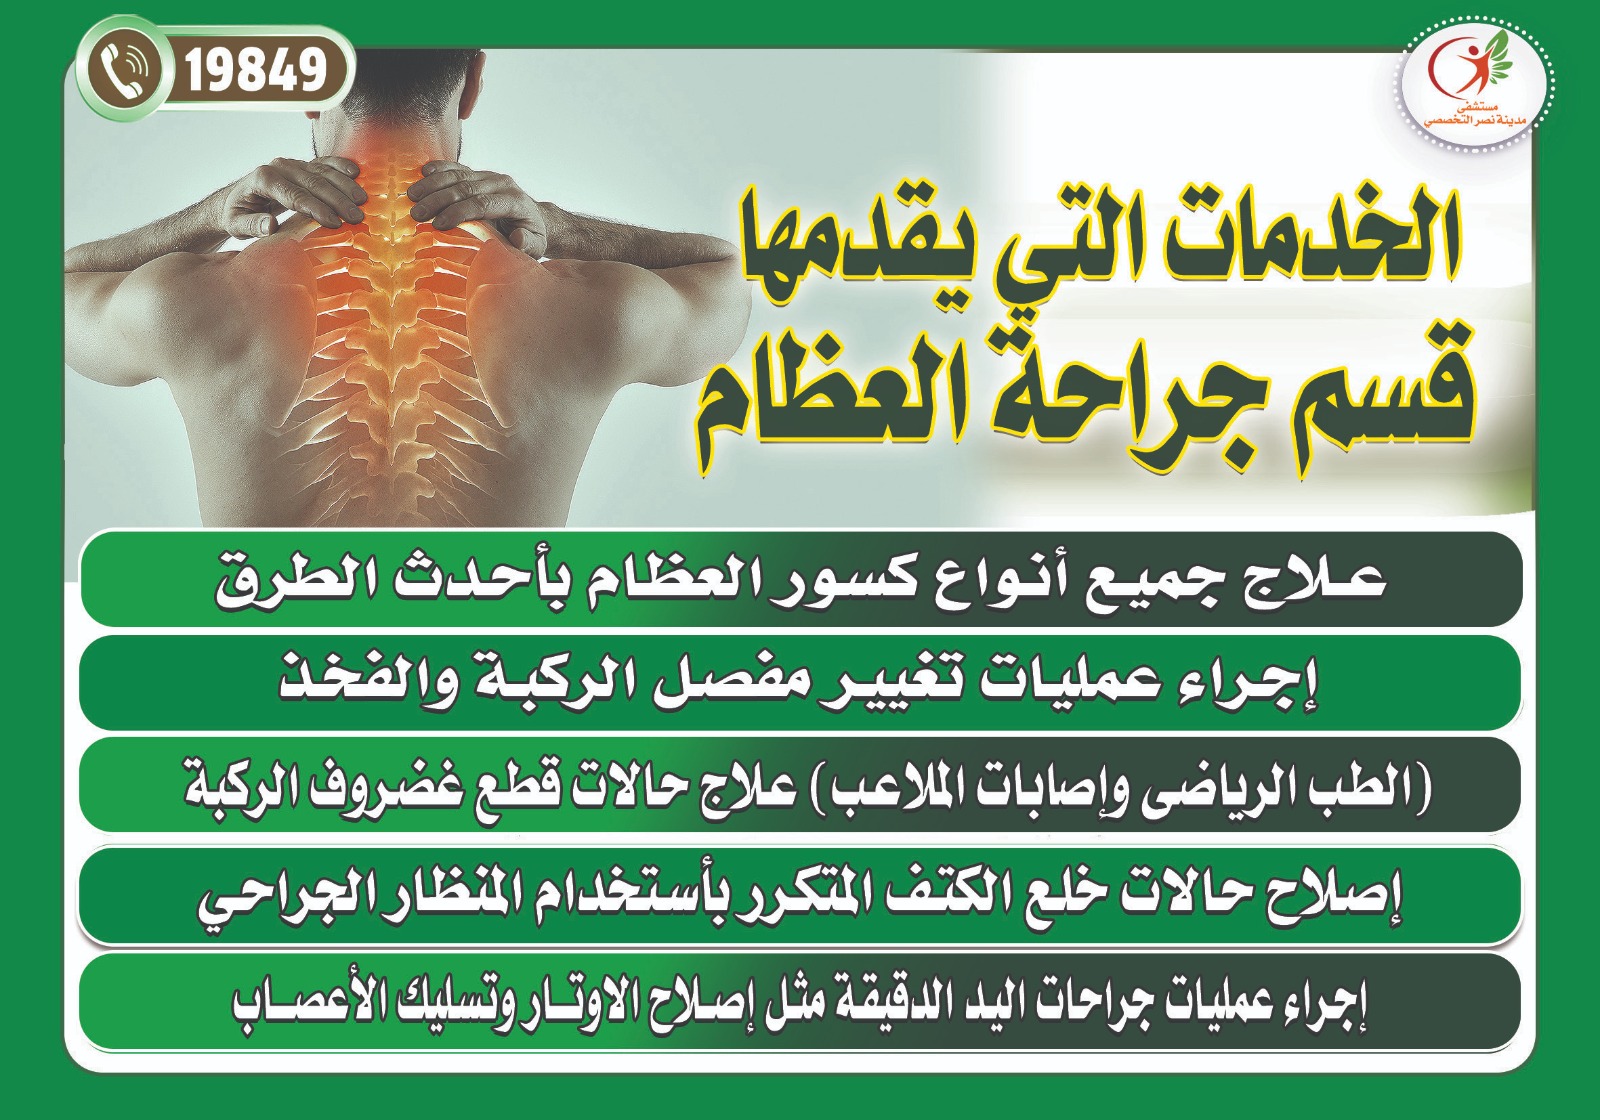 19849
مستشفى
مدينة نصر التخصصي
الخدمات التي يقدمها
قسم جراحة العظام
علاج جميع أنواع كسور العظام بأحدث الطرق
إجراء عمليات تغيير مفصل الركبة والفخذ
(الطب الرياضى وإصابات الملاعب) علاج حالات قطع غضروف الركبة
إصلاح حالات خلع الكتف المتكرر بأستخدام المنظار الجراحي
إجراء عمليات جراحات اليد الدقيقة مثل إصلاح الاوتار وتسليك الأعصاب